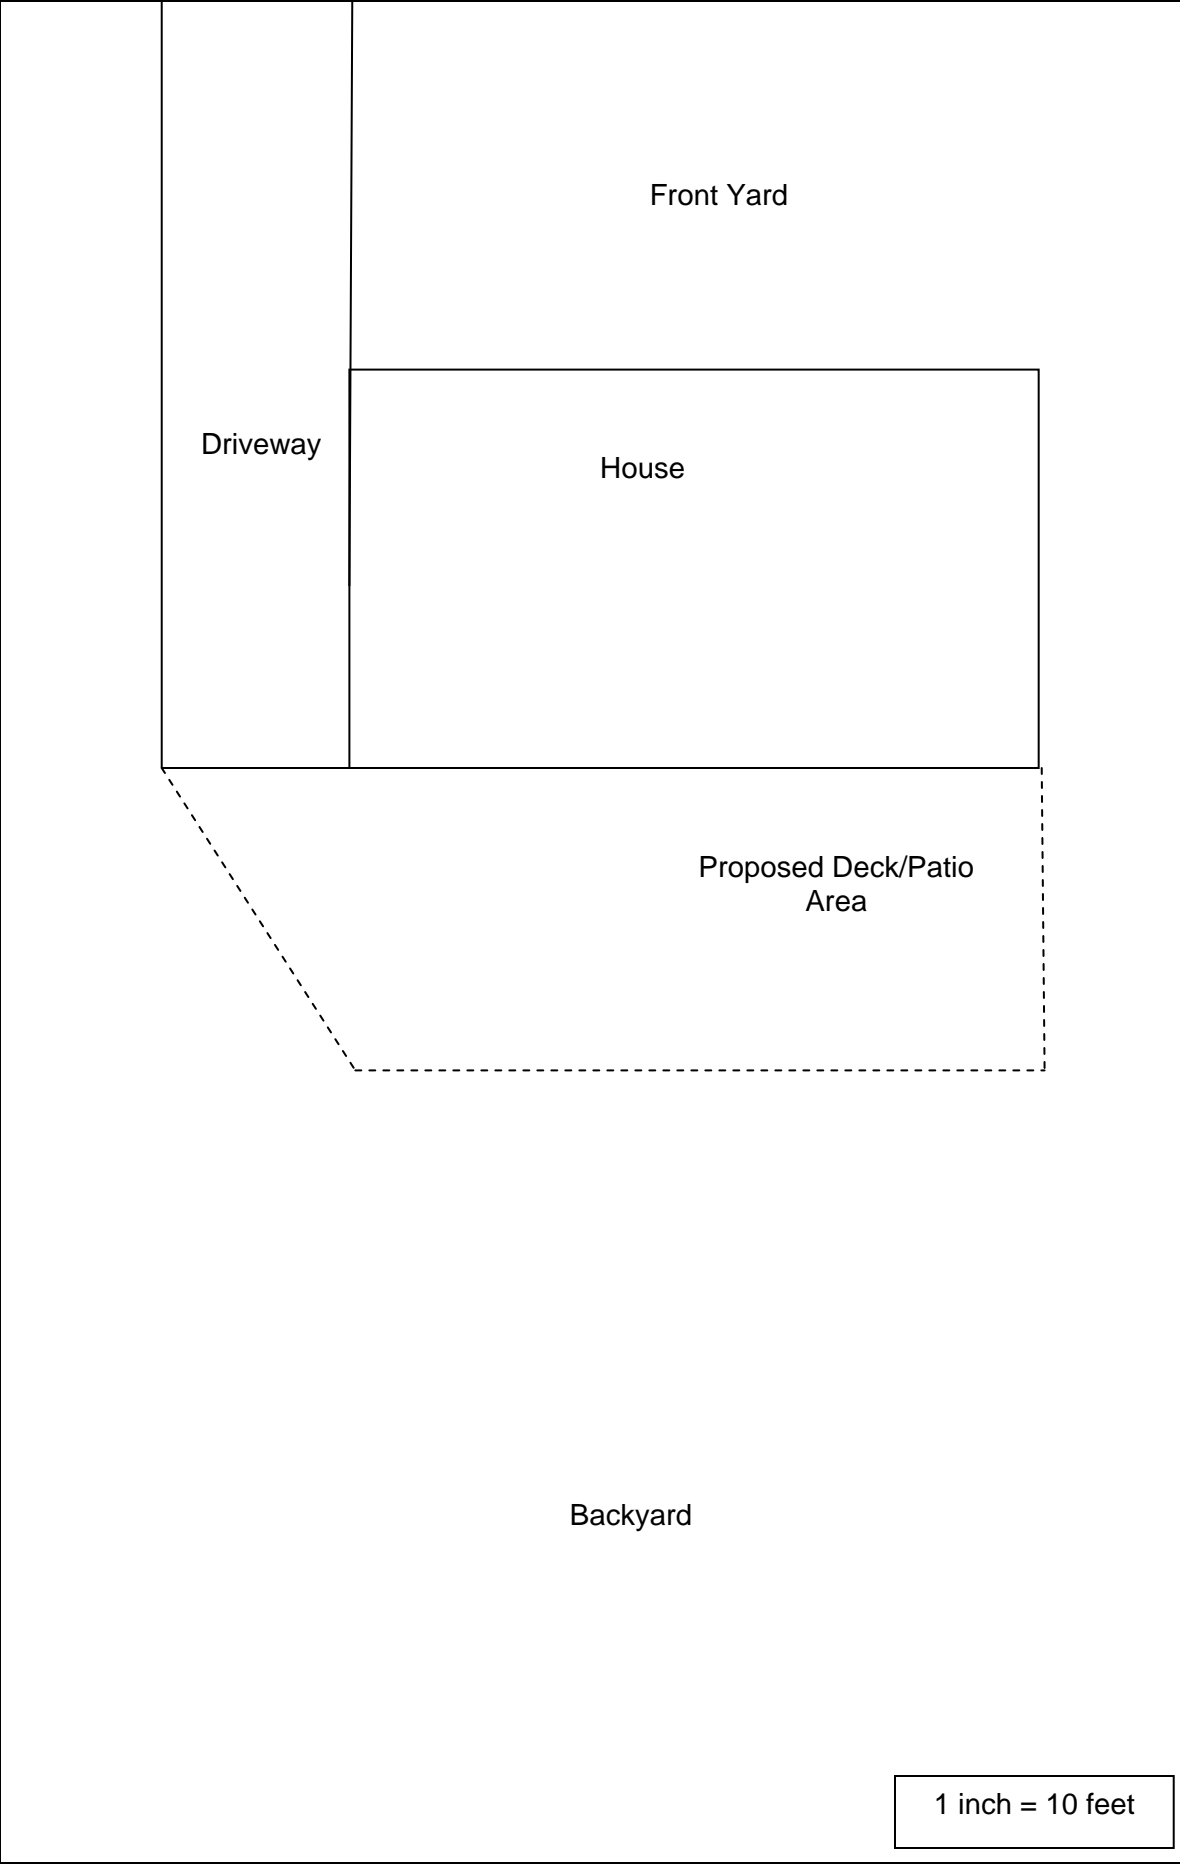 Front Yard
Driveway
House
Proposed Deck/Patio
Area
Backyard
1 inch = 10 feet